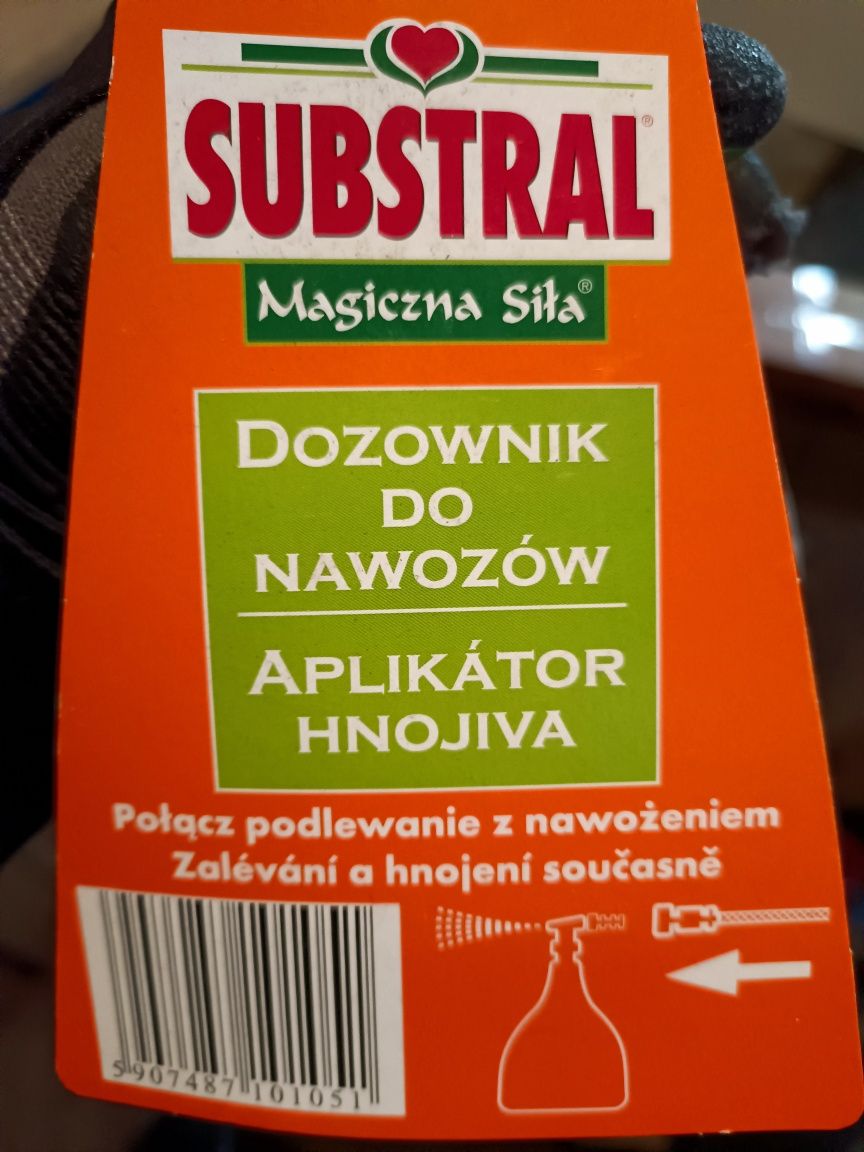 SUBSTRAL®
Magiczna Siła®
DOZOWNIK
DO
NAWOZÓW
APLIKÁTOR
HNOJIVA
Połącz podlewanie z nawożeniem
Zalévání a hnojení současně
5 907487 101051